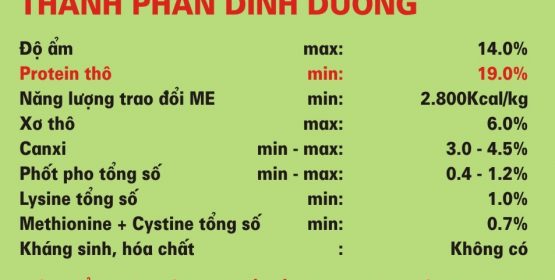 THÀNH PHẦN DINH DƯỠNG
Độ ẩm max: 14.0%
Protein thô min: 19.0%
Năng lượng trao đổi ME min: 2.800Kcal/kg
Xơ thô max: 6.0%
Canxi min - max: 3.0 - 4.5%
Phốt pho tổng số min - max: 0.4 - 1.2%
Lysine tổng số min: 1.0%
Methionine + Cystine tổng số min: 0.7%
Kháng sinh, hóa chất : Không có